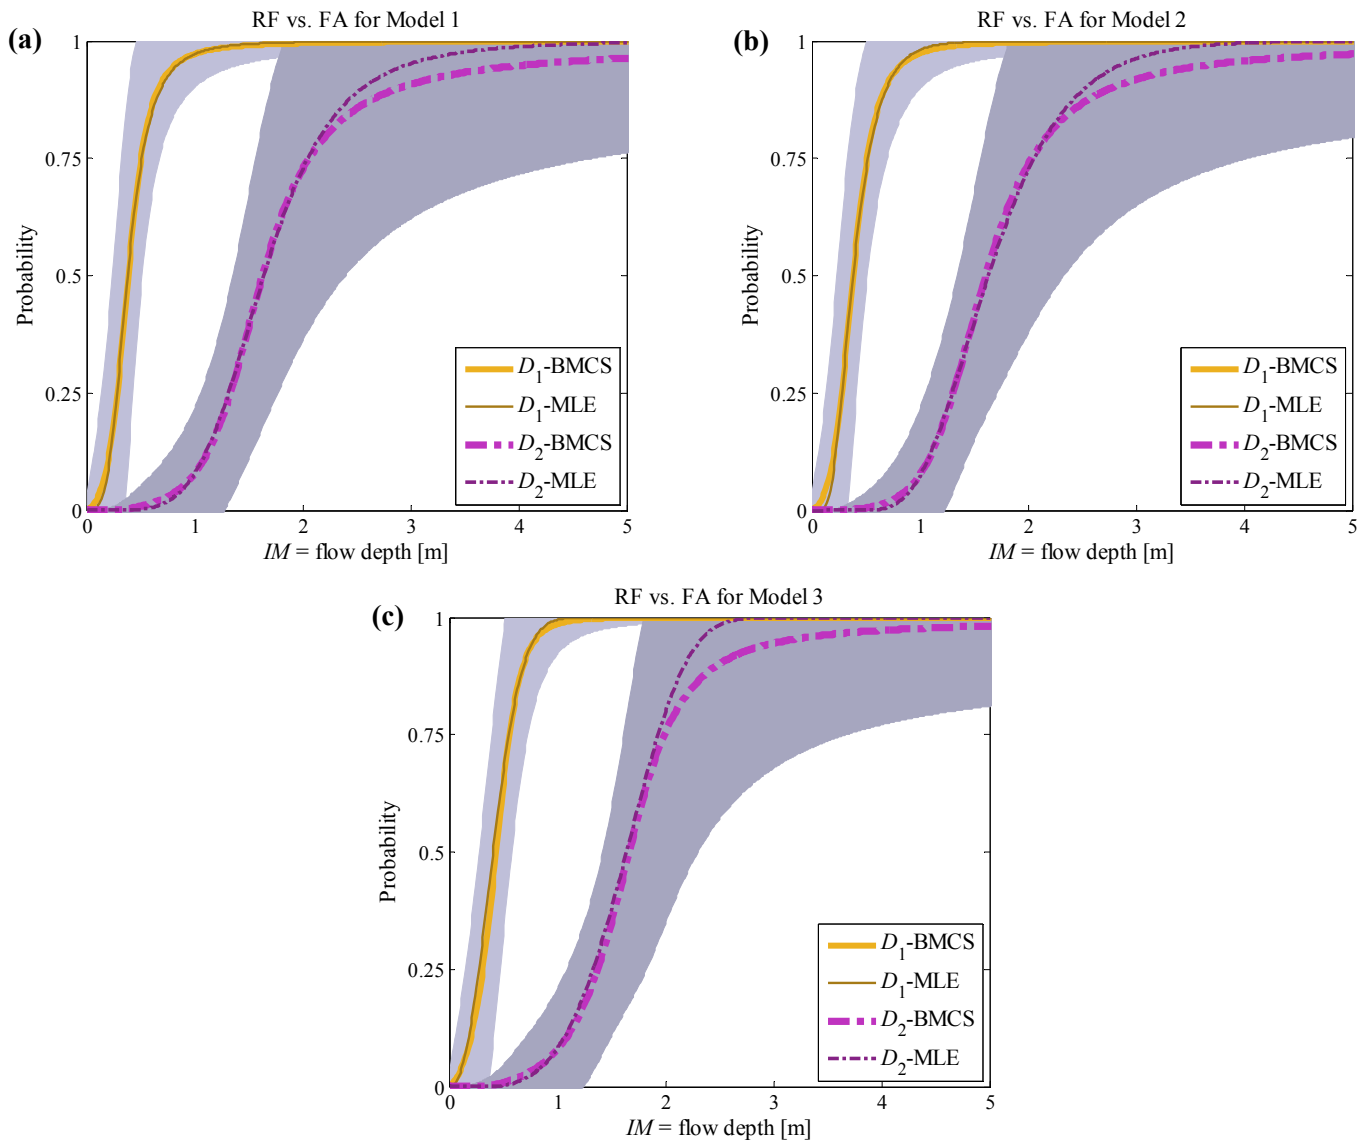 (a)
RF vs. FA for Model 1
1
0.75
0.5
0.25
0
Probability
D1-BMCS
D1-MLE
D2-BMCS
D2-MLE
0 1 2 3 4 5
IM = flow depth [m]
(b)
RF vs. FA for Model 2
1
0.75
0.5
0.25
0
Probability
D1-BMCS
D1-MLE
D2-BMCS
D2-MLE
0 1 2 3 4 5
IM = flow depth [m]
(c)
RF vs. FA for Model 3
1
0.75
0.5
0.25
0
Probability
D1-BMCS
D1-MLE
D2-BMCS
D2-MLE
0 1 2 3 4 5
IM = flow depth [m]